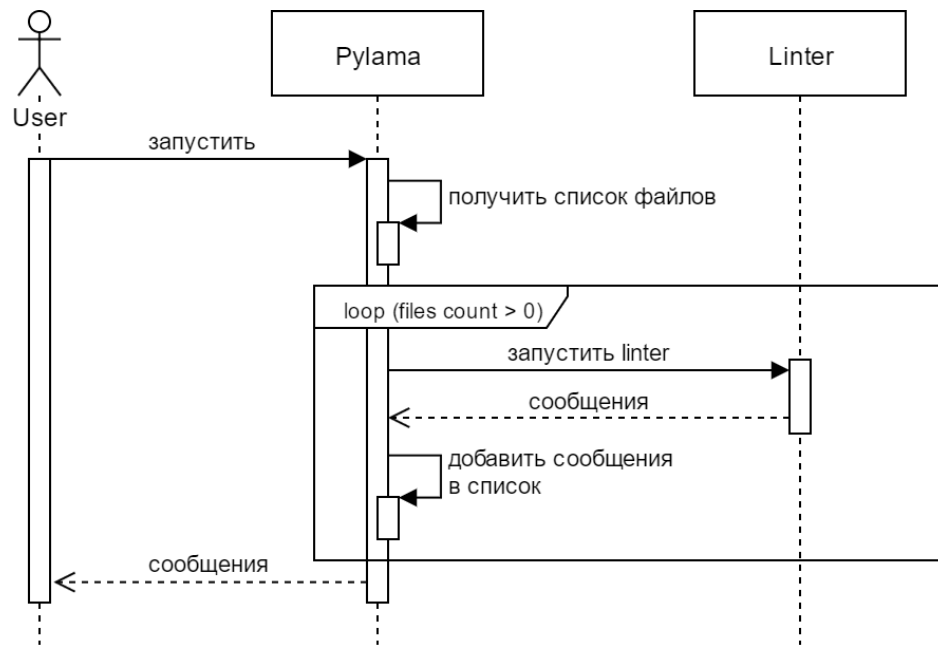 User
Pylama
Linter
запустить
получить список файлов
loop (files count > 0)
запустить linter
сообщения
добавить сообщения
в список
сообщения